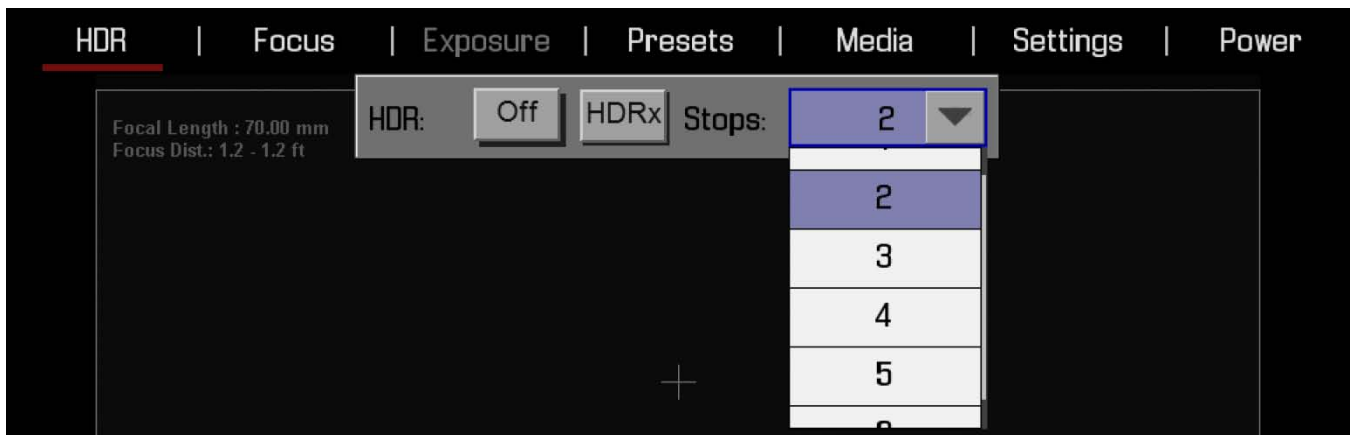 HDR | Focus | Exposure | Presets | Media | Settings | Power
Focal Length : 70.00 mm
Focus Dist.: 1.2 - 1.2 ft
HDR: Off HDRx Stops: 2
2
3
4
5